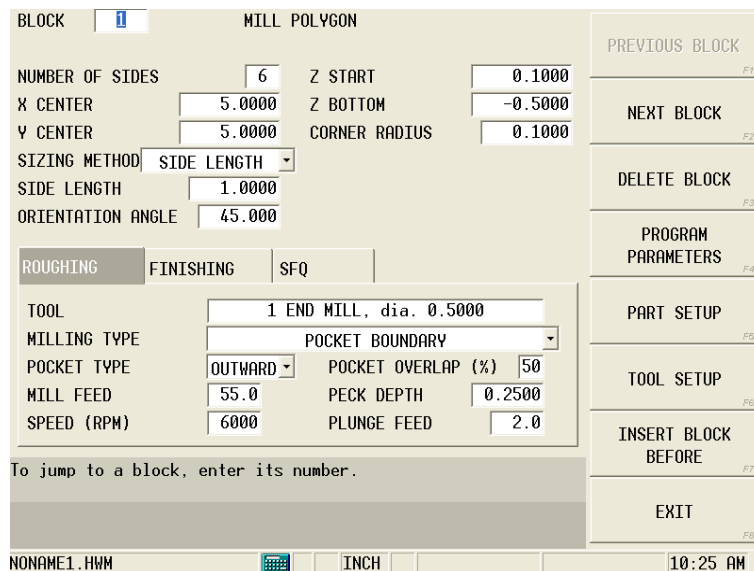 BLOCK 1 MILL POLYGON
NUMBER OF SIDES 6 Z START 0.1000
X CENTER 5.0000 Z BOTTOM -0.5000
Y CENTER 5.0000 CORNER RADIUS 0.1000
SIZING METHOD SIDE LENGTH
SIDE LENGTH 1.0000
ORIENTATION ANGLE 45.000
ROUGHING FINISHING SFQ
TOOL 1 END MILL, dia. 0.5000
MILLING TYPE POCKET BOUNDARY
POCKET TYPE OUTWARD POCKET OVERLAP (%) 50
MILL FEED 55.0 PECK DEPTH 0.2500
SPEED (RPM) 6000 PLUNGE FEED 2.0
To jump to a block, enter its number.
PREVIOUS BLOCK
F1
NEXT BLOCK
F2
DELETE BLOCK
F3
PROGRAM
PARAMETERS
F4
PART SETUP
F5
TOOL SETUP
F6
INSERT BLOCK
BEFORE
F7
EXIT
F8
NONAME1.HWM INCH 10:25 AM